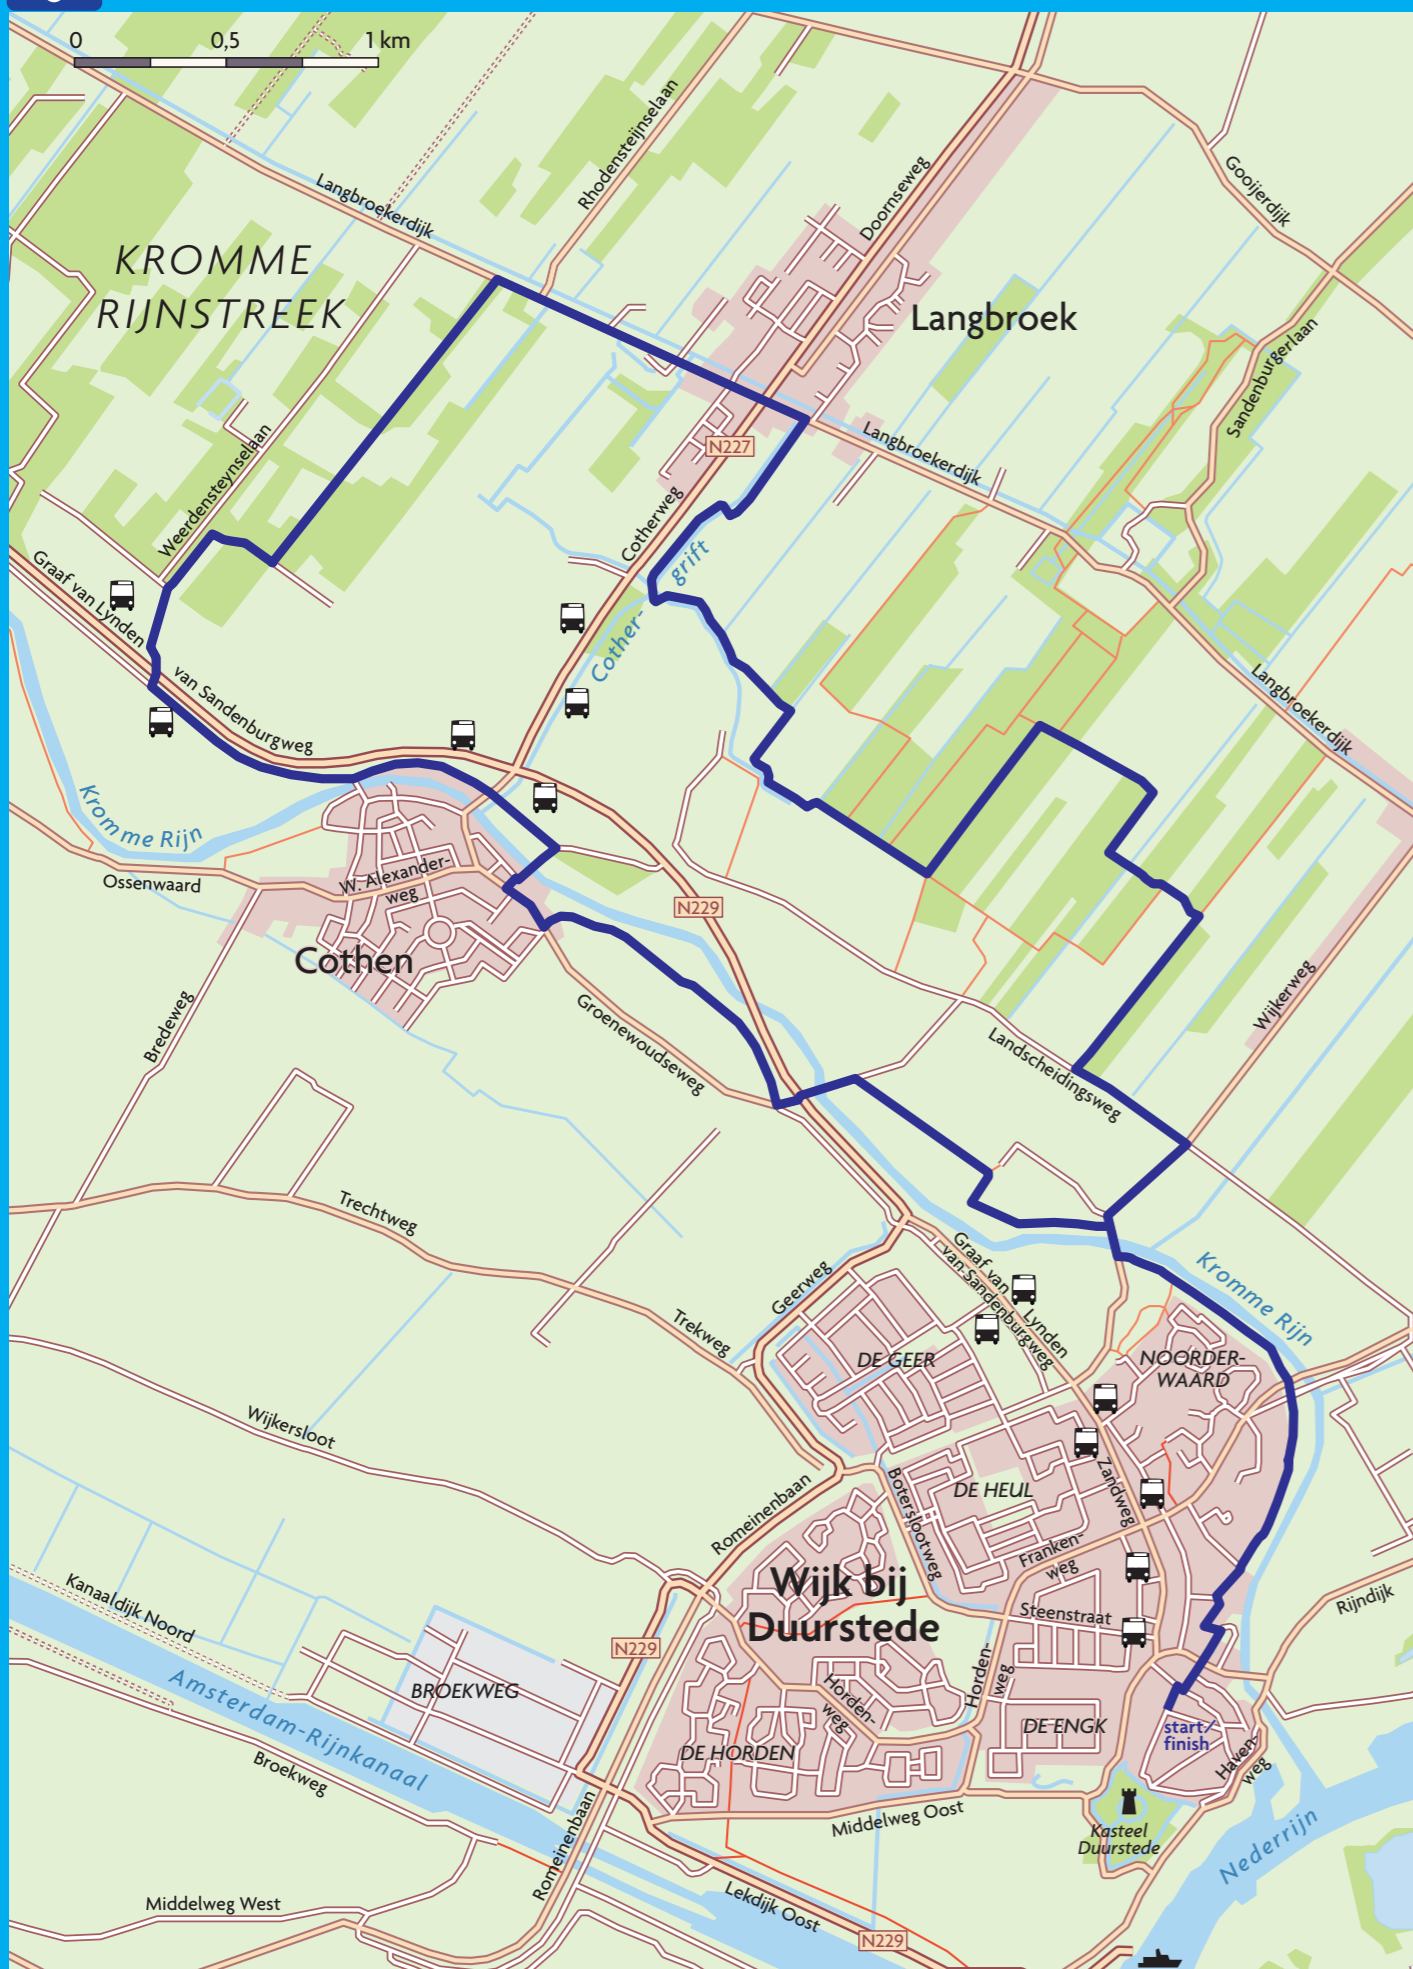 0 0,5 1 km
Langbroekerdijk
Rhodensteijnselaan
Doornseweg
Gooijerdijk
KROMME
RIJNSTREEK
Langbroek
Sandenburgerlaan
N227
Langbroekerdijk
Weerdensteynselaan
Cotherweg
Cother-
grift
Graaf van Lynden
van Sandenburgweg
Langbroekerdijk
Kromme Rijn
Ossenwaard
W. Alexander-
weg
N229
Cothen
Bredeweg
Groenewoudseweg
Landscheidingsweg
Wijkerweg
Trechtweg
Geerweg
Graaf van Lynden
van Sandenburgweg
Kromme Rijn
Trekweg
DE GEER
NOORDER-
WAARD
Wijkersloot
Romeinenbaan
Boterslootweg
DE HEUL
Zandweg
Franken-
weg
Wijk bij
Duurstede
Steenstraat
Rijndijk
Kanaaldijk Noord
N229
BROEKWEG
Amsterdam-Rijnkanaal
Broekweg
Horden-
weg
Horden-
weg
DE HORDEN
DE ENGK
start/
finish
Haven-
weg
Romeinenbaan
Middelweg Oost
Kasteel
Duurstede
Nederrijn
Middelweg West
Lekdijk Oost
N229